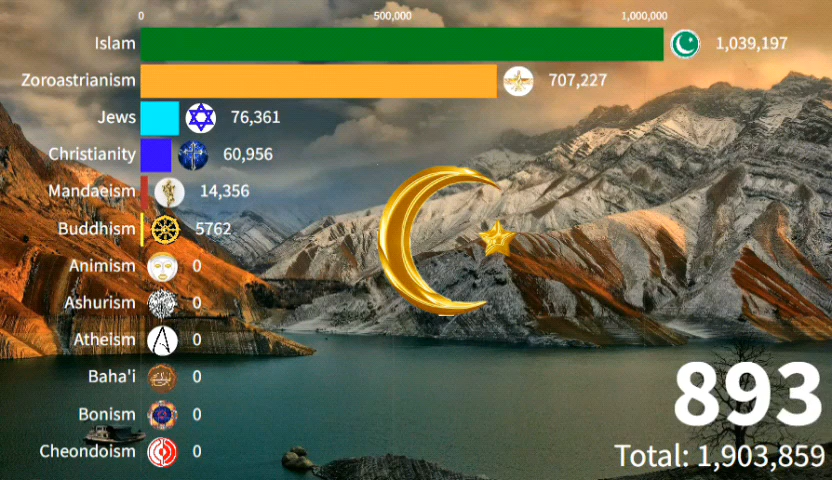 0 500,000 1,000,000
Islam 1,039,197
Zoroastrianism 707,227
Jews 76,361
Christianity 60,956
Mandaeism 14,356
Buddhism 5762
Animism 0
Ashurism 0
Atheism 0
Baha'i 0
Bonism 0
Cheondoism 0
893
Total: 1,903,859